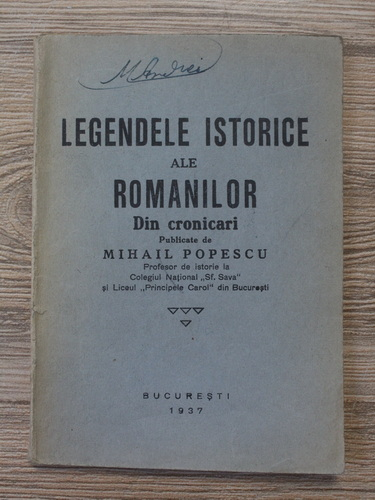 M Andrei
LEGENDELE ISTORICE
ALE
ROMANILOR
Din cronicari
Publicate de
MIHAIL POPESCU
Profesor de istorie la
Colegiul Național „Sf. Sava"
și Liceul „Principele Carol" din București
BUCUREȘTI
1937